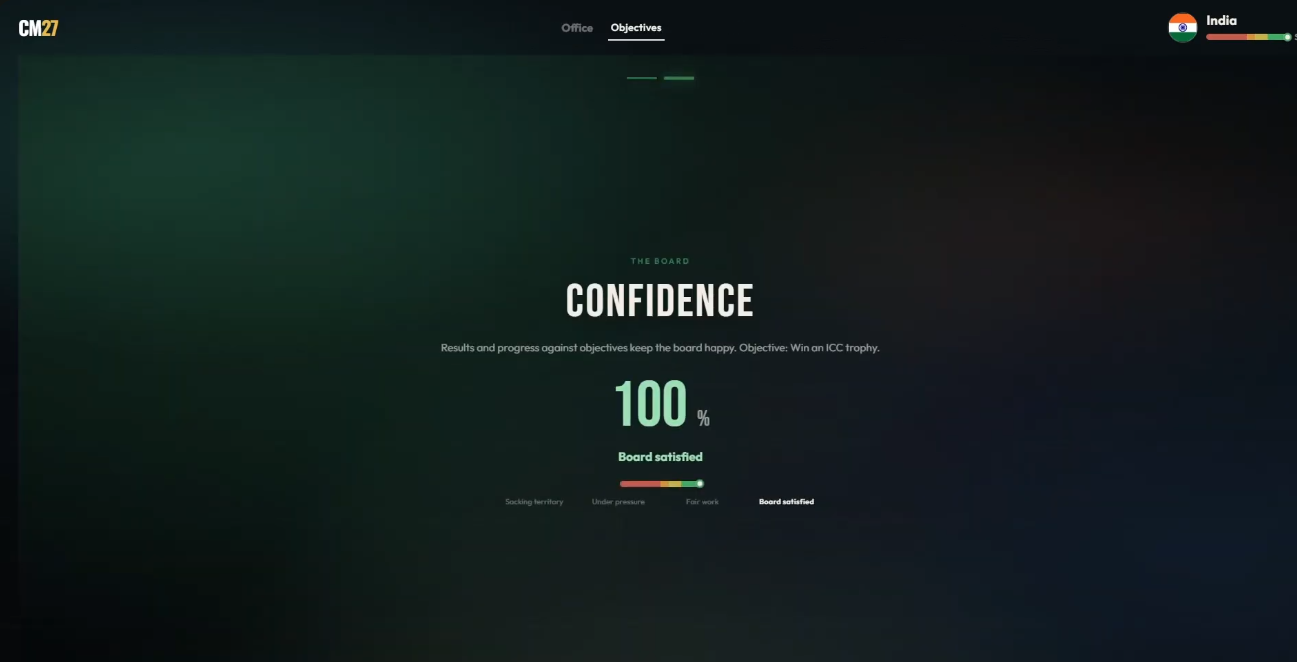 CM27
Office
Objectives
India
THE BOARD
CONFIDENCE
Results and progress against objectives keep the board happy. Objective: Win an ICC trophy.
100 %
Board satisfied
Sacking territory
Under pressure
Fair work
Board satisfied